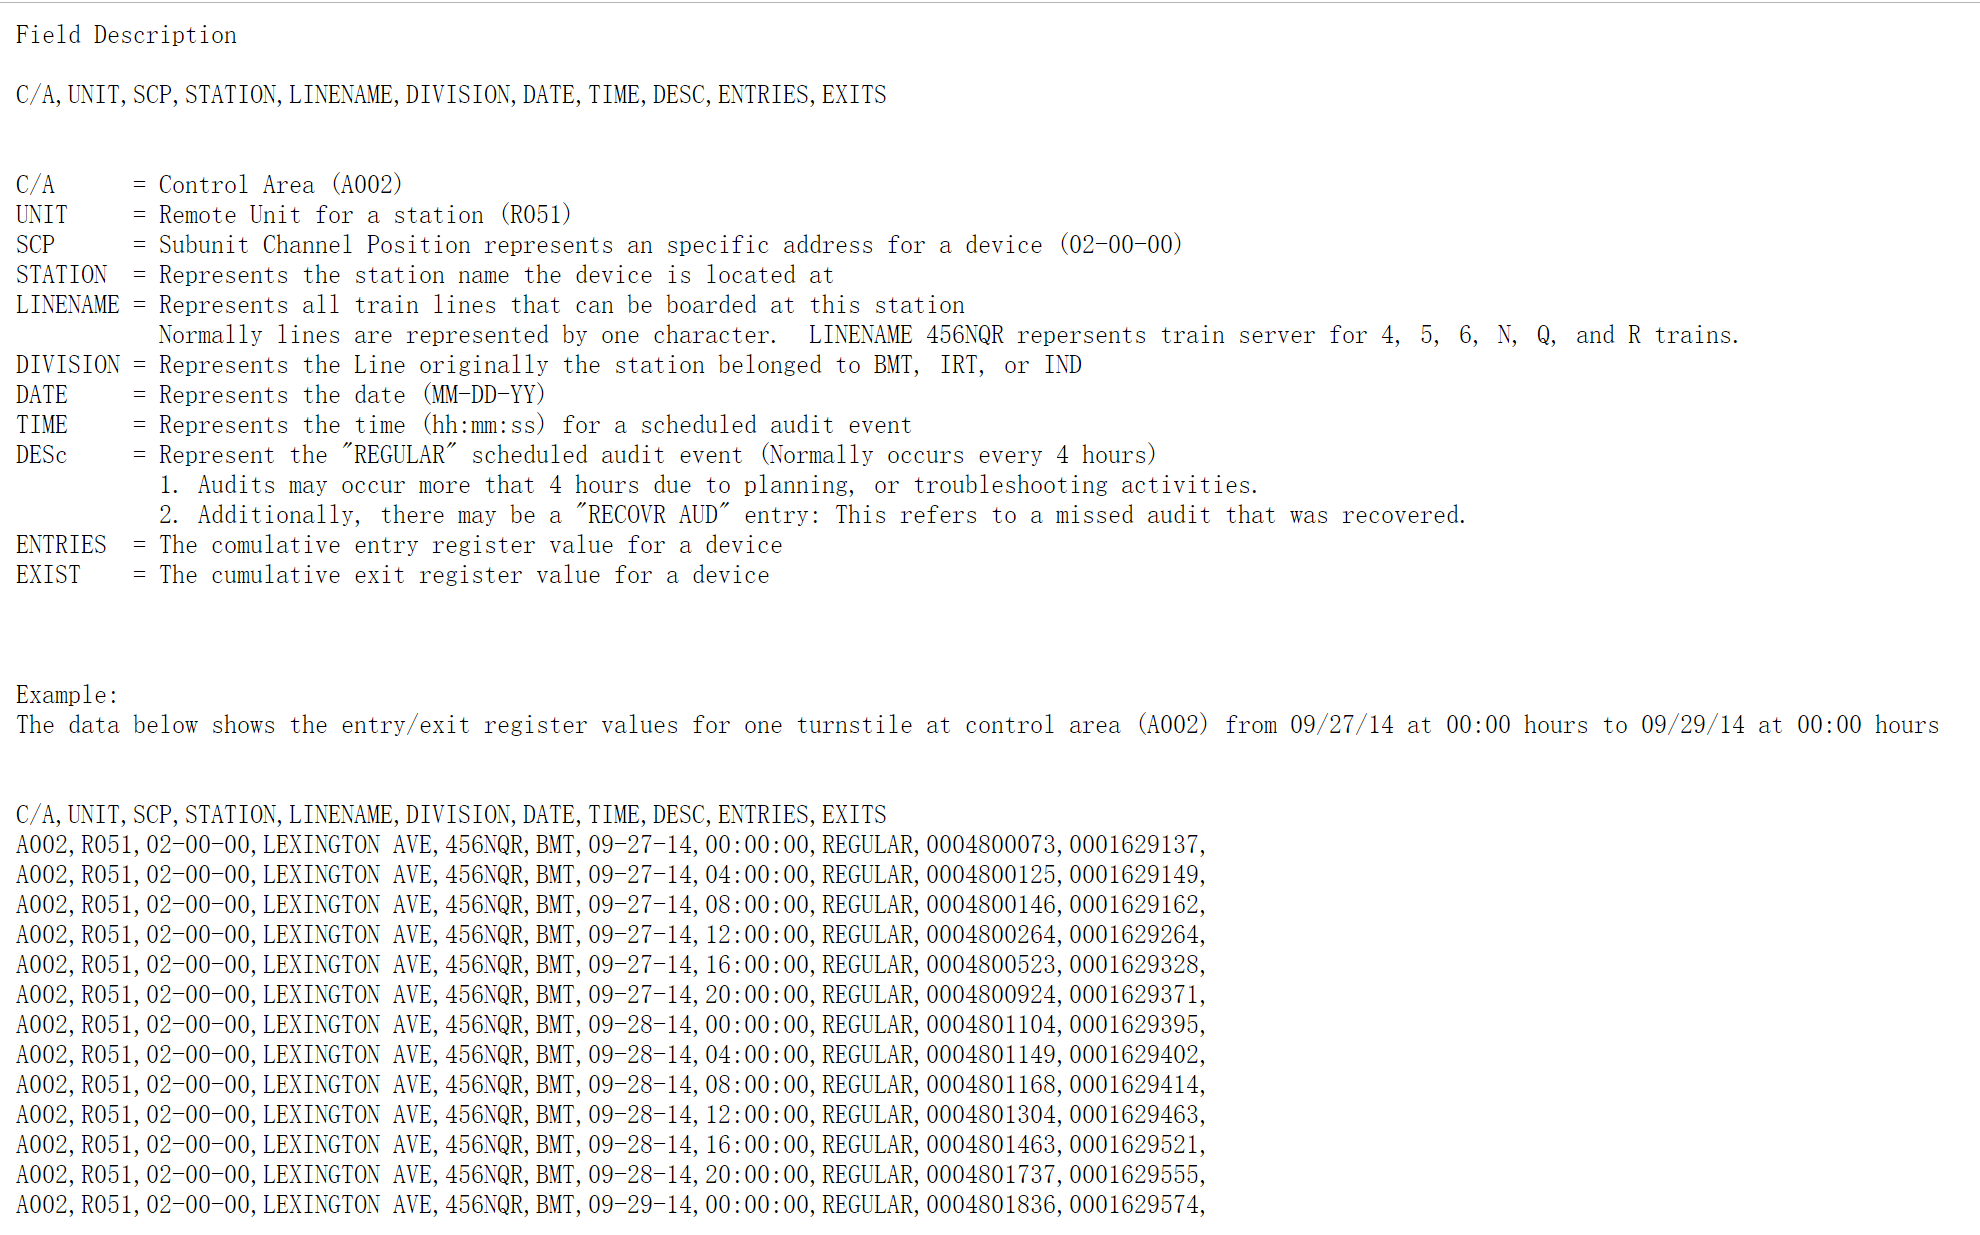 Field Description
C/A,UNIT,SCP,STATION,LINENAME,DIVISION,DATE,TIME,DESC,ENTRIES,EXITS
C/A      = Control Area (A002)
UNIT     = Remote Unit for a station (R051)
SCP      = Subunit Channel Position represents an specific address for a device (02-00-00)
STATION  = Represents the station name the device is located at
LINENAME = Represents all train lines that can be boarded at this station
           Normally lines are represented by one character.  LINENAME 456NQR repersents train server for 4, 5, 6, N, Q, and R trains.
DIVISION = Represents the Line originally the station belonged to BMT, IRT, or IND
DATE     = Represents the date (MM-DD-YY)
TIME     = Represents the time (hh:mm:ss) for a scheduled audit event
DESc     = Represent the "REGULAR" scheduled audit event (Normally occurs every 4 hours)
           1. Audits may occur more that 4 hours due to planning, or troubleshooting activities.
           2. Additionally, there may be a "RECOVR AUD" entry: This refers to a missed audit that was recovered.
ENTRIES  = The comulative entry register value for a device
EXIST    = The cumulative exit register value for a device
Example:
The data below shows the entry/exit register values for one turnstile at control area (A002) from 09/27/14 at 00:00 hours to 09/29/14 at 00:00 hours
C/A,UNIT,SCP,STATION,LINENAME,DIVISION,DATE,TIME,DESC,ENTRIES,EXITS
A002,R051,02-00-00,LEXINGTON AVE,456NQR,BMT,09-27-14,00:00:00,REGULAR,0004800073,0001629137,
A002,R051,02-00-00,LEXINGTON AVE,456NQR,BMT,09-27-14,04:00:00,REGULAR,0004800125,0001629149,
A002,R051,02-00-00,LEXINGTON AVE,456NQR,BMT,09-27-14,08:00:00,REGULAR,0004800146,0001629162,
A002,R051,02-00-00,LEXINGTON AVE,456NQR,BMT,09-27-14,12:00:00,REGULAR,0004800264,0001629264,
A002,R051,02-00-00,LEXINGTON AVE,456NQR,BMT,09-27-14,16:00:00,REGULAR,0004800523,0001629328,
A002,R051,02-00-00,LEXINGTON AVE,456NQR,BMT,09-27-14,20:00:00,REGULAR,0004800924,0001629371,
A002,R051,02-00-00,LEXINGTON AVE,456NQR,BMT,09-28-14,00:00:00,REGULAR,0004801104,0001629395,
A002,R051,02-00-00,LEXINGTON AVE,456NQR,BMT,09-28-14,04:00:00,REGULAR,0004801149,0001629402,
A002,R051,02-00-00,LEXINGTON AVE,456NQR,BMT,09-28-14,08:00:00,REGULAR,0004801168,0001629414,
A002,R051,02-00-00,LEXINGTON AVE,456NQR,BMT,09-28-14,12:00:00,REGULAR,0004801304,0001629463,
A002,R051,02-00-00,LEXINGTON AVE,456NQR,BMT,09-28-14,16:00:00,REGULAR,0004801463,0001629521,
A002,R051,02-00-00,LEXINGTON AVE,456NQR,BMT,09-28-14,20:00:00,REGULAR,0004801737,0001629555,
A002,R051,02-00-00,LEXINGTON AVE,456NQR,BMT,09-29-14,00:00:00,REGULAR,0004801836,0001629574,